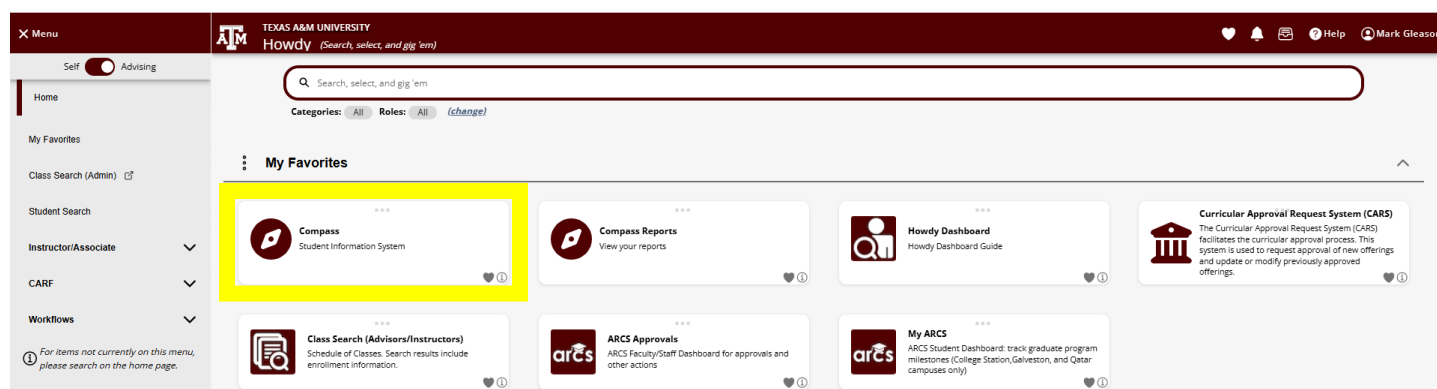 Menu
TEXAS A&M UNIVERSITY
Howdy (Search, select, and gig 'em)
Help
Mark Gleason
Self Advising
Home
My Favorites
Class Search (Admin)
Student Search
Instructor/Associate
CARF
Workflows
For items not currently on this menu,
please search on the home page.
Search, select, and gig 'em
Categories: All Roles: All (change)
My Favorites
Compass
Student Information System
Compass Reports
View your reports
Howdy Dashboard
Howdy Dashboard Guide
Curricular Approval Request System (CARS)
The Curricular Approval Request System (CARS)
facilitates the curricular approval process. This
system is used to request approval of new offerings
and update or modify previously approved
offerings.
Class Search (Advisors/Instructors)
Schedule of Classes. Search results include
enrollment information.
arcs
ARCS Approvals
ARCS Faculty/Staff Dashboard for approvals and
other actions
arcs
My ARCS
ARCS Student Dashboard: track graduate program
milestones (College Station,Galveston, and Qatar
campuses only)